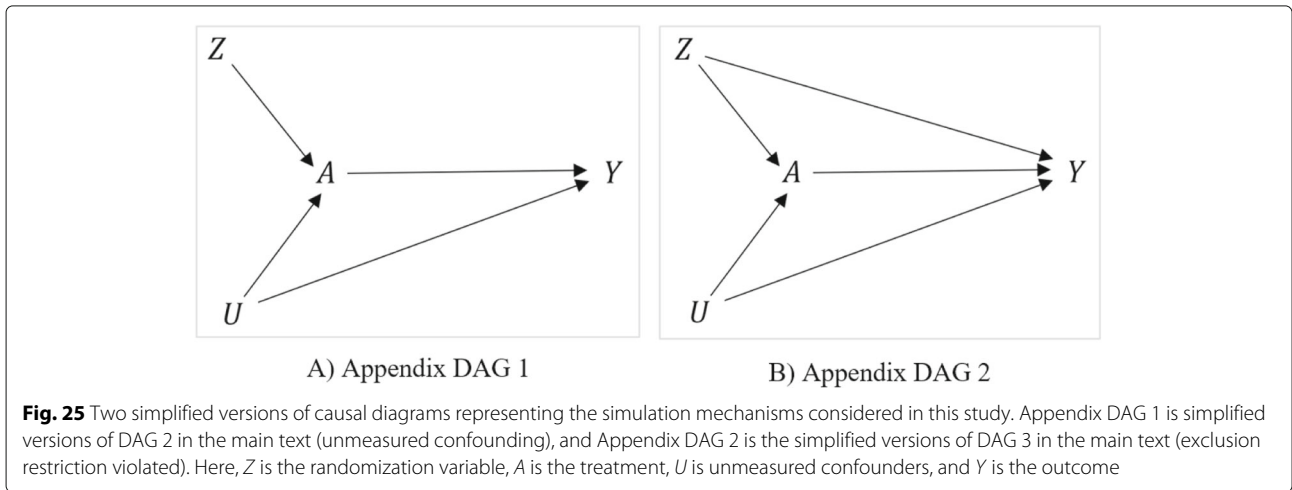 Z
A
Y
U
A) Appendix DAG 1
Z
A
Y
U
B) Appendix DAG 2
Fig. 25 Two simplified versions of causal diagrams representing the simulation mechanisms considered in this study. Appendix DAG 1 is simplified
versions of DAG 2 in the main text (unmeasured confounding), and Appendix DAG 2 is the simplified versions of DAG 3 in the main text (exclusion
restriction violated). Here, Z is the randomization variable, A is the treatment, U is unmeasured confounders, and Y is the outcome